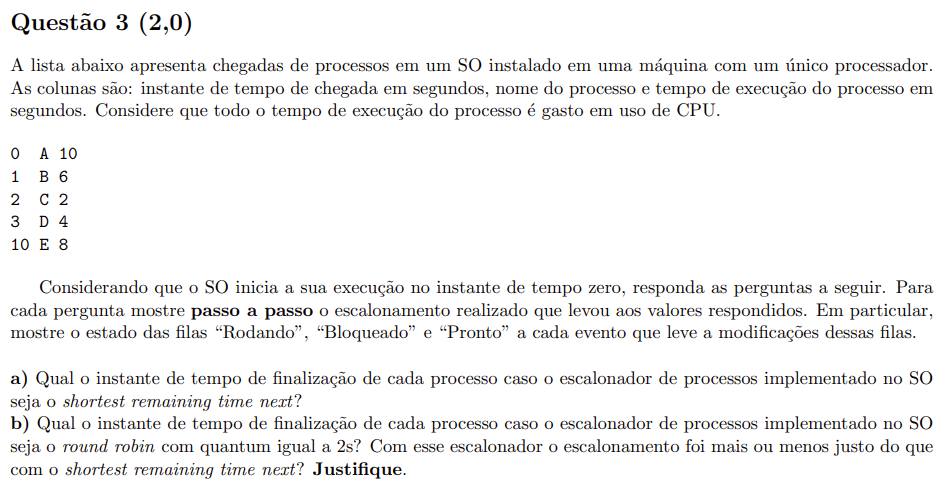 Questão 3 (2,0)
A lista abaixo apresenta chegadas de processos em um SO instalado em uma máquina com um único processador.
As colunas são: instante de tempo de chegada em segundos, nome do processo e tempo de execução do processo em
segundos. Considere que todo o tempo de execução do processo é gasto em uso de CPU.
0 A 10
1 B 6
2 C 2
3 D 4
10 E 8
Considerando que o SO inicia a sua execução no instante de tempo zero, responda as perguntas a seguir. Para
cada pergunta mostre passo a passo o escalonamento realizado que levou aos valores respondidos. Em particular,
mostre o estado das filas “Rodando”, “Bloqueado” e “Pronto” a cada evento que leve a modificações dessas filas.
a) Qual o instante de tempo de finalização de cada processo caso o escalonador de processos implementado no SO
seja o shortest remaining time next?
b) Qual o instante de tempo de finalização de cada processo caso o escalonador de processos implementado no SO
seja o round robin com quantum igual a 2s? Com esse escalonador o escalonamento foi mais ou menos justo do que
com o shortest remaining time next? Justifique.